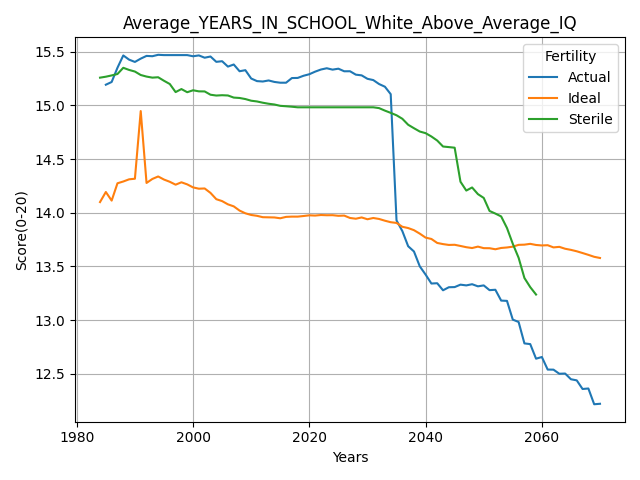 Average_YEARS_IN_SCHOOL_White_Above_Average_IQ
Score(0-20)
15.5
15.0
14.5
14.0
13.5
13.0
12.5
Fertility
Actual
Ideal
Sterile
1980
2000
2020
2040
2060
Years